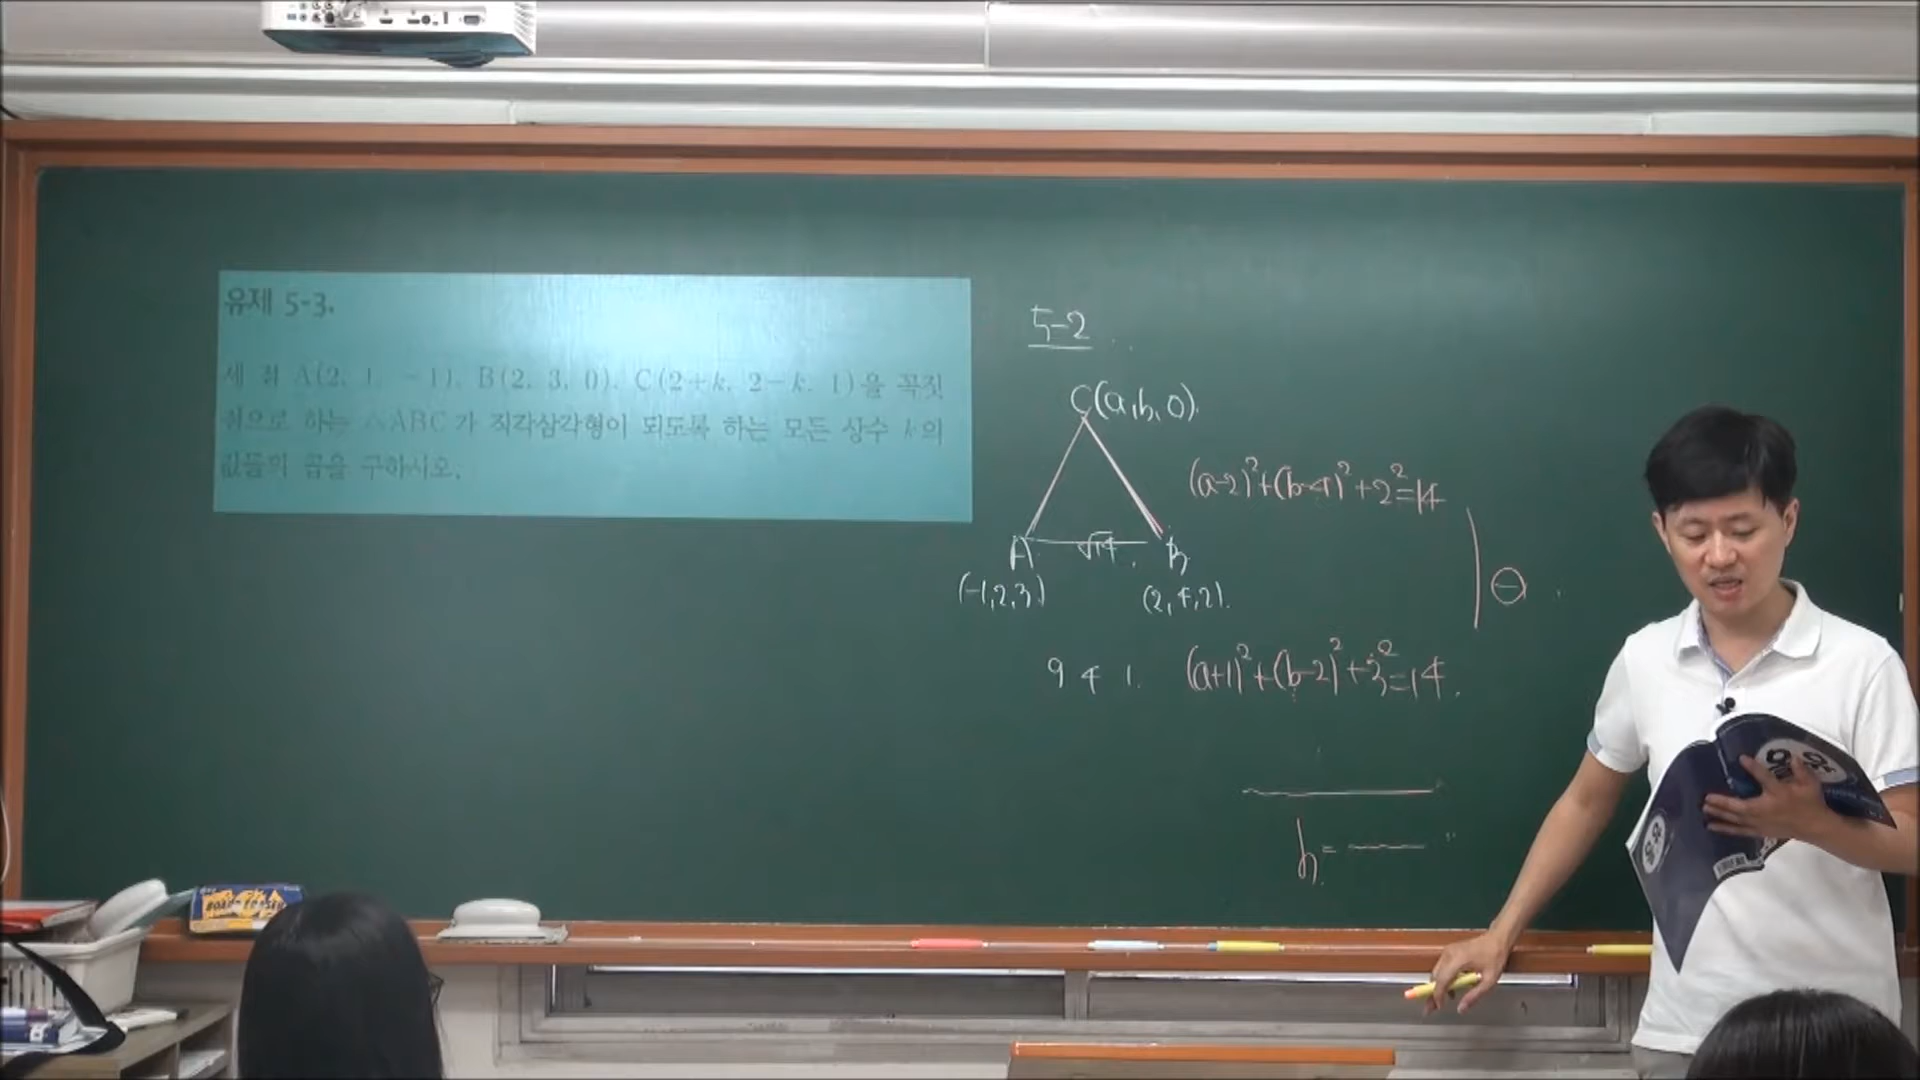 유제 5-3.
세 점 A(2, 1, -1), B(2, 3, 0), C(2+k, 2-k, 1)을 꼭짓
점으로 하는 △ABC가 직각삼각형이 되도록 하는 모든 상수 k의
값들의 곱을 구하시오.
5-2
C(a,b,0).
(a-2)²+(b-4)²+2²=14
A √14 B
(-1,2,3) (2,4,2).
⊖
9 4 1. (a+1)²+(b-2)²+3²=14.
b=